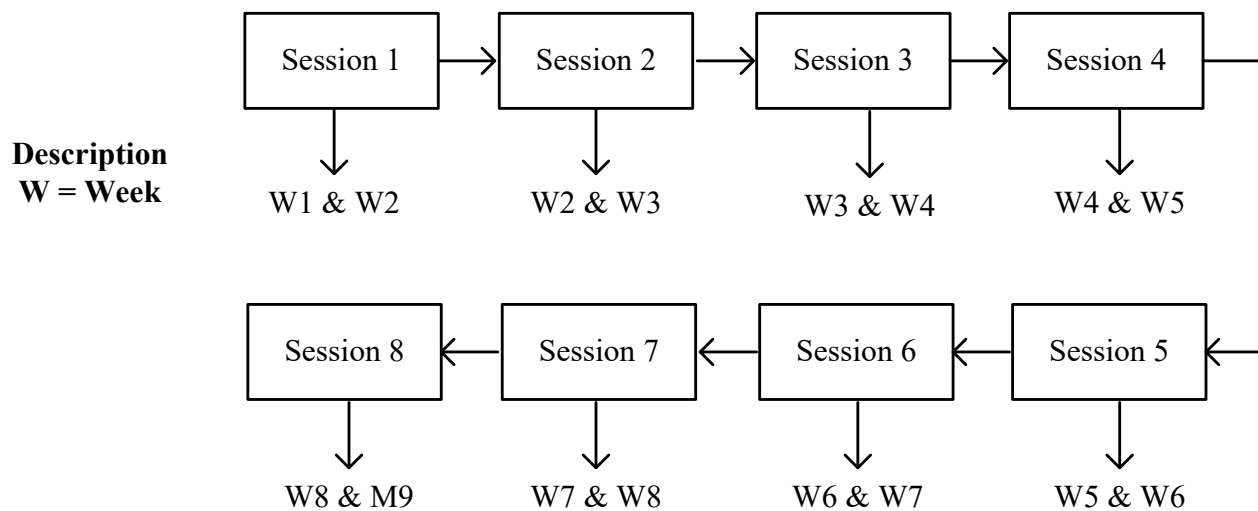 Session 1
Session 2
Session 3
Session 4
Description
W = Week
W1 & W2
W2 & W3
W3 & W4
W4 & W5
Session 8
Session 7
Session 6
Session 5
W8 & M9
W7 & W8
W6 & W7
W5 & W6